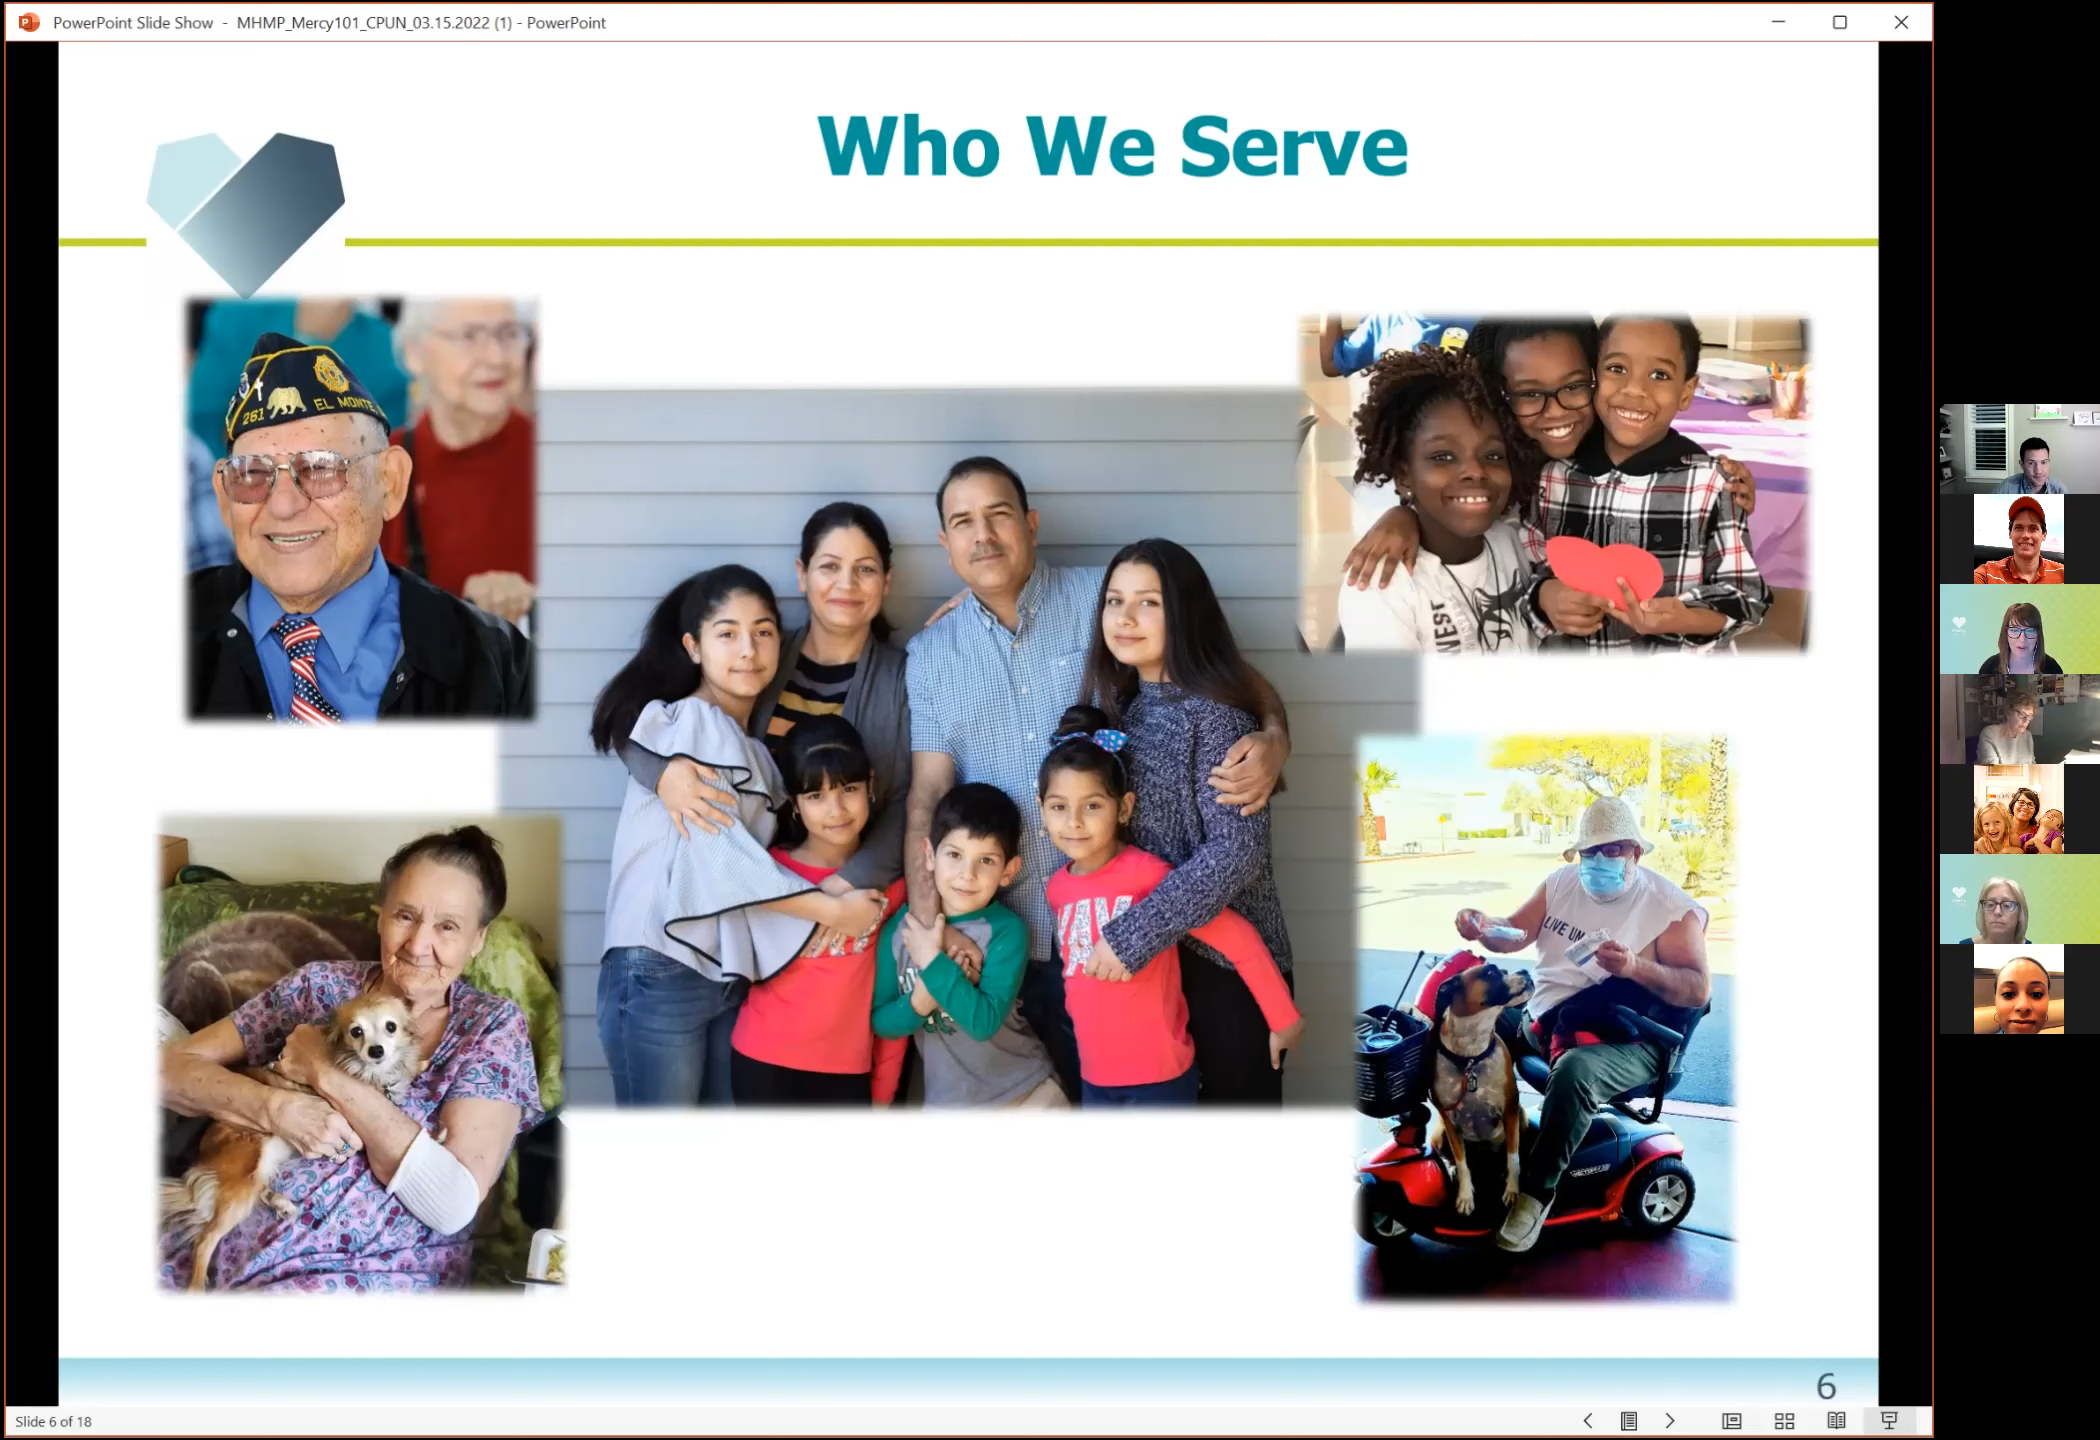 PowerPoint Slide Show - MHMP_Mercy101_CPUN_03.15.2022 (1) - PowerPoint
Who We Serve
261 EL MONTE
WEST
LIVE UN
6
Slide 6 of 18